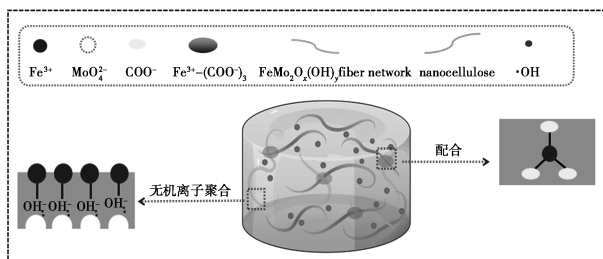 Fe³⁺ MoO₄²⁻ COO⁻ Fe³⁺–(COO⁻)₃ FeMo₂Oₓ(OH)ᵧfiber network nanocellulose ·OH
配合
无机离子聚合
OH⁻ OH⁻ OH⁻ OH⁻